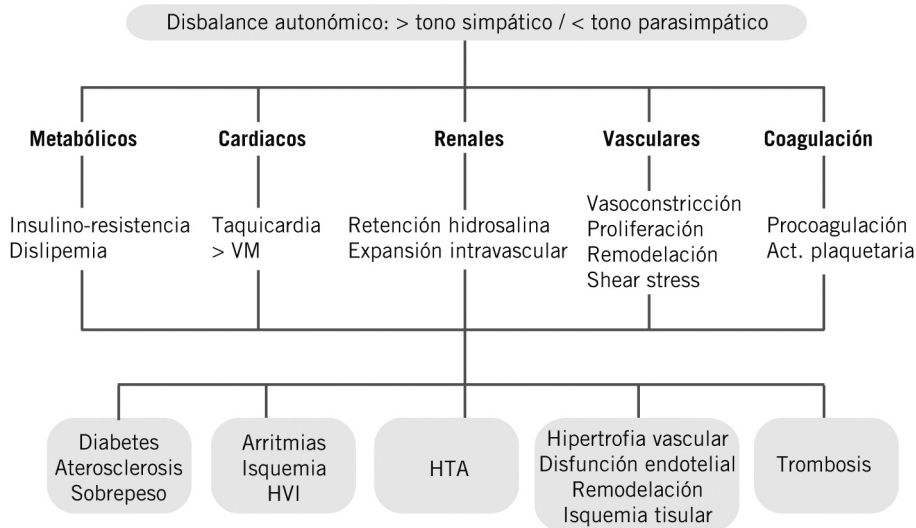 Disbalance autonómico: > tono simpático / < tono parasimpático
Metabólicos
Cardiacos
Renales
Vasculares
Coagulación
Insulino-resistencia
Dislipemia
Taquicardia
> VM
Retención hidrosalina
Expansión intravascular
Vasoconstricción
Proliferación
Remodelación
Shear stress
Procoagulación
Act. plaquetaria
Diabetes
Aterosclerosis
Sobrepeso
Arritmias
Isquemia
HVI
HTA
Hipertrofia vascular
Disfunción endotelial
Remodelación
Isquemia tisular
Trombosis